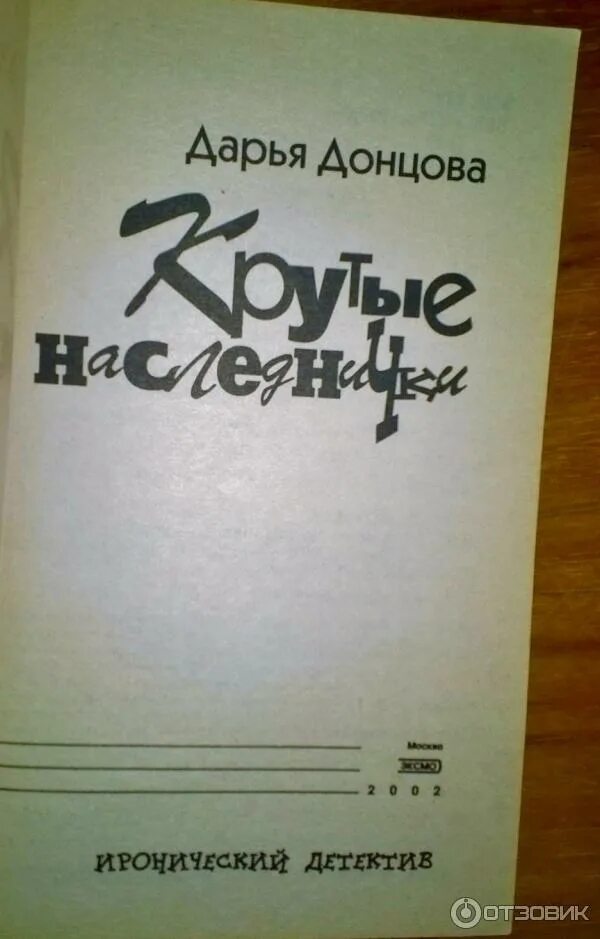 Дарья Донцова
Крутые
наследнички
Москва
ЭКСМО
2002
ИРОНИЧЕСКИЙ ДЕТЕКТИВ
ОТЗОВИК